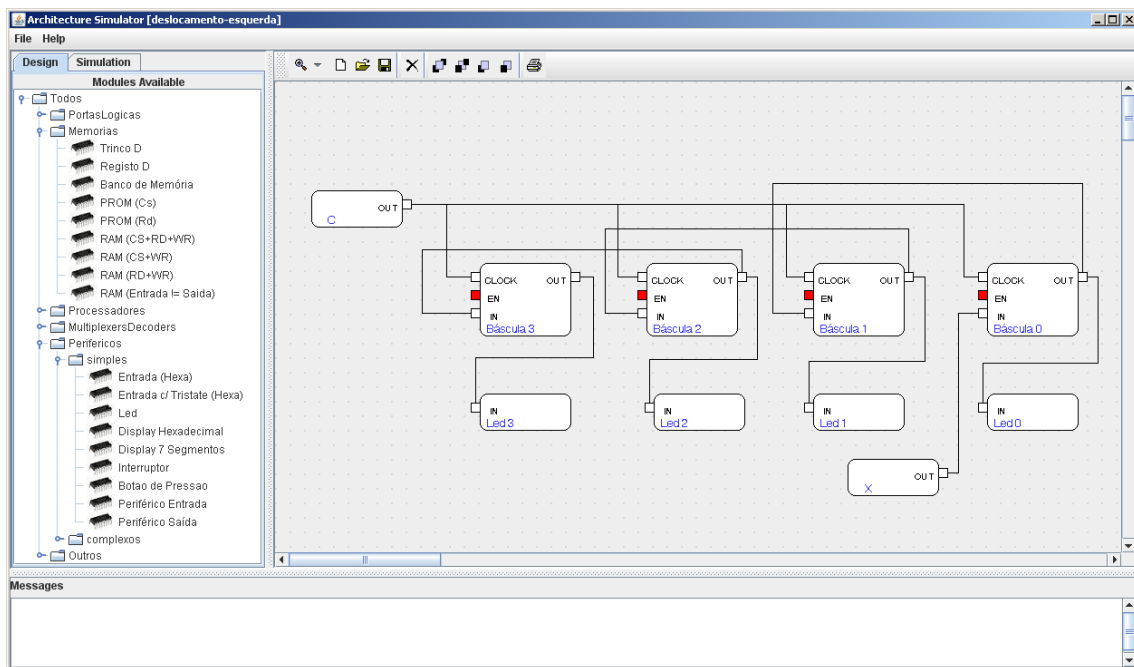 Architecture Simulator [deslocamento-esquerda]
File Help
Design Simulation
Modules Available
Todos
PortasLogicas
Memorias
Trinco D
Registo D
Banco de Memória
PROM (Cs)
PROM (Rd)
RAM (CS+RD+WR)
RAM (CS+WR)
RAM (RD+WR)
RAM (Entrada != Saida)
Processadores
MultiplexersDecoders
Perifericos
simples
Entrada (Hexa)
Entrada c/ Tristate (Hexa)
Led
Display Hexadecimal
Display 7 Segmentos
Interruptor
Botao de Pressao
Periférico Entrada
Periférico Saída
complexos
Outros
OUT
C
CLOCK OUT
EN
IN
Báscula 3
CLOCK OUT
EN
IN
Báscula 2
CLOCK OUT
EN
IN
Báscula 1
CLOCK OUT
EN
IN
Báscula 0
IN
Led 3
IN
Led 2
IN
Led 1
IN
Led 0
OUT
X
Messages